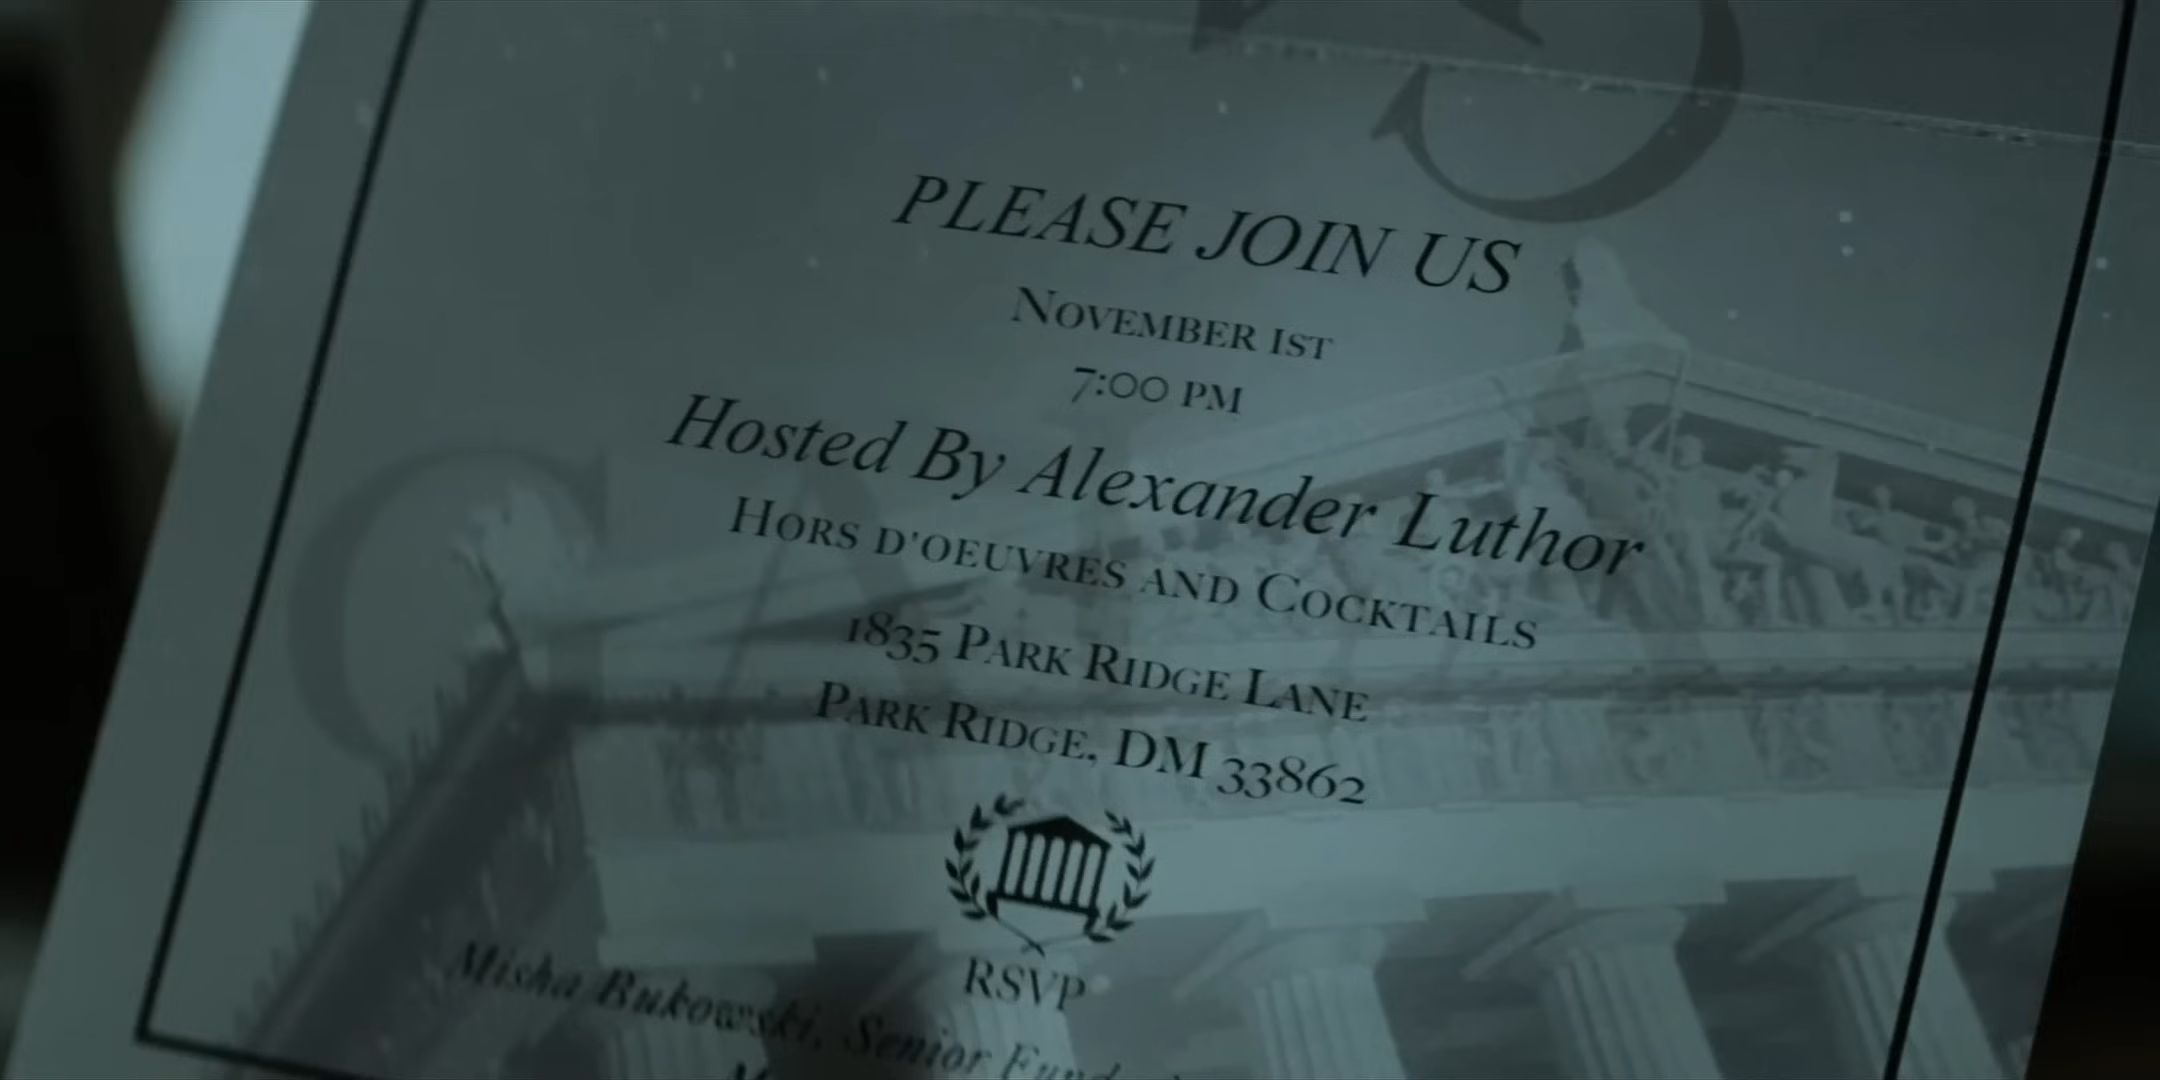 PLEASE JOIN US
NOVEMBER 1ST
7:00 PM
Hosted By Alexander Luthor
HORS D'OEUVRES AND COCKTAILS
1835 PARK RIDGE LANE
PARK RIDGE, DM 33862
RSVP
Misha Bukowski, Senior